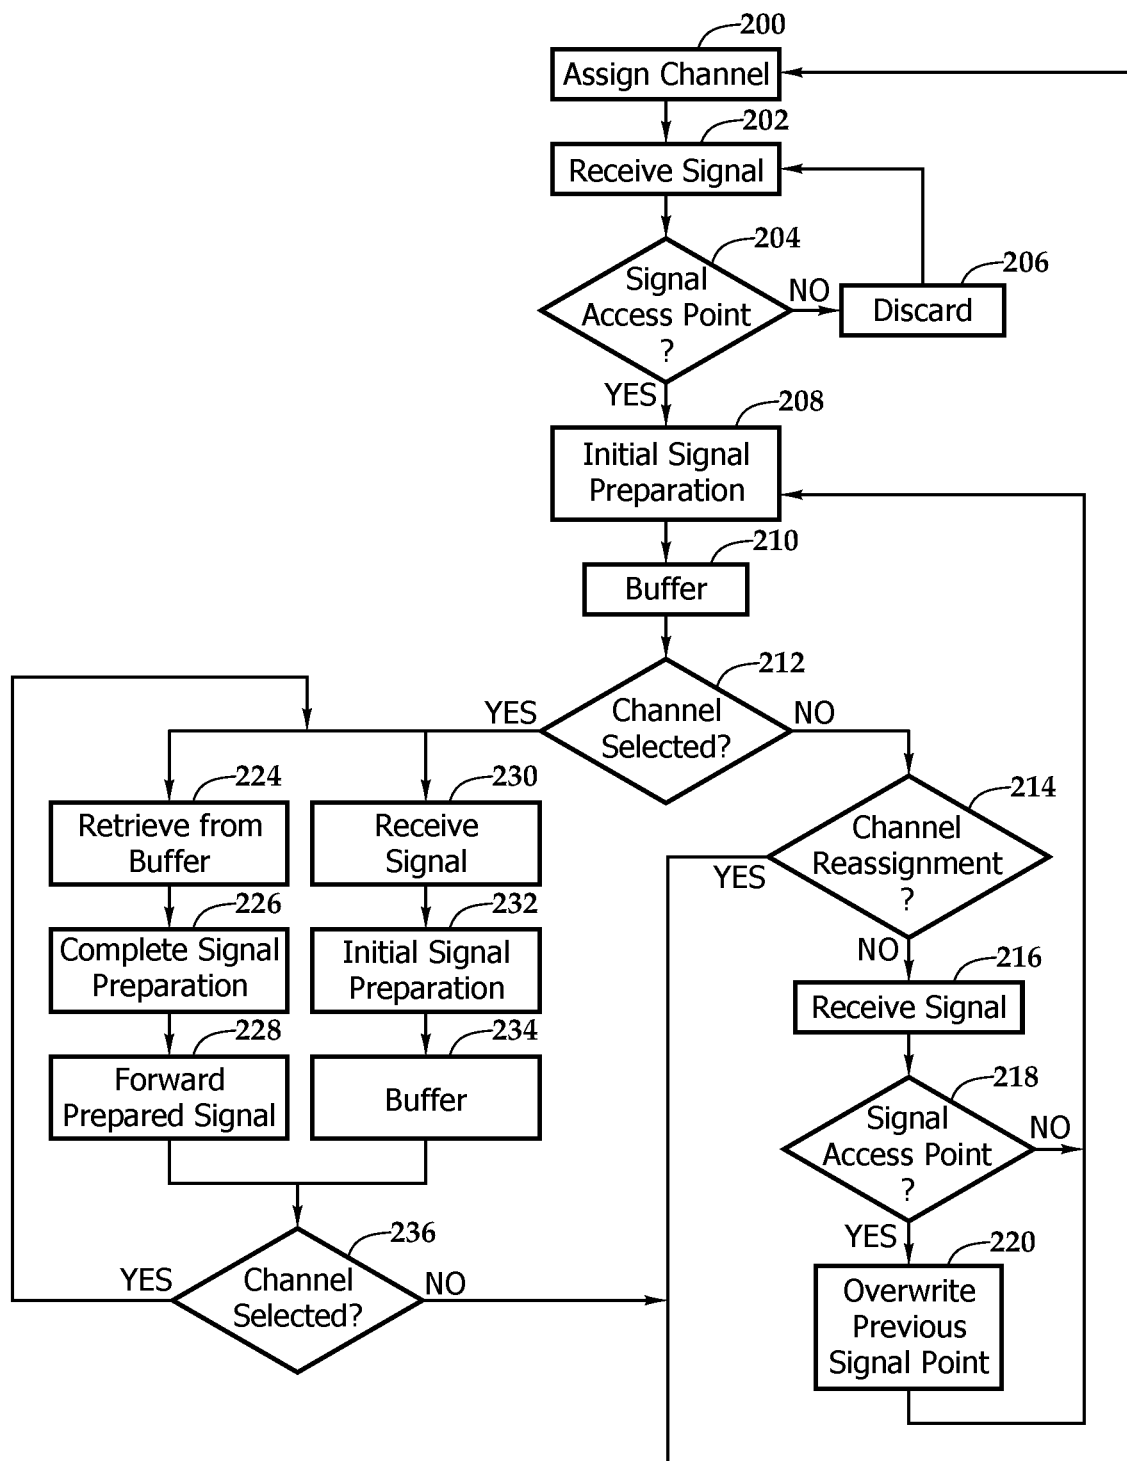 200
Assign Channel
202
Receive Signal
204
Signal
Access Point
?
NO
206
Discard
YES
208
Initial Signal
Preparation
210
Buffer
212
Channel
Selected?
YES
NO
214
Channel
Reassignment
?
YES
NO
216
Receive Signal
218
Signal
Access Point
?
NO
YES
220
Overwrite
Previous
Signal Point
224
Retrieve from
Buffer
226
Complete Signal
Preparation
228
Forward
Prepared Signal
230
Receive
Signal
232
Initial Signal
Preparation
234
Buffer
236
Channel
Selected?
YES
NO